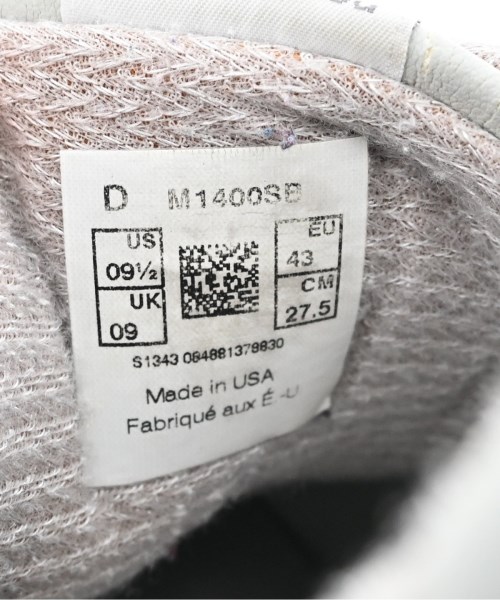 D M1400SB
US
09½
UK
09
EU
43
CM
27.5
S1343 084881378830
Made in USA
Fabriqué aux É.-U